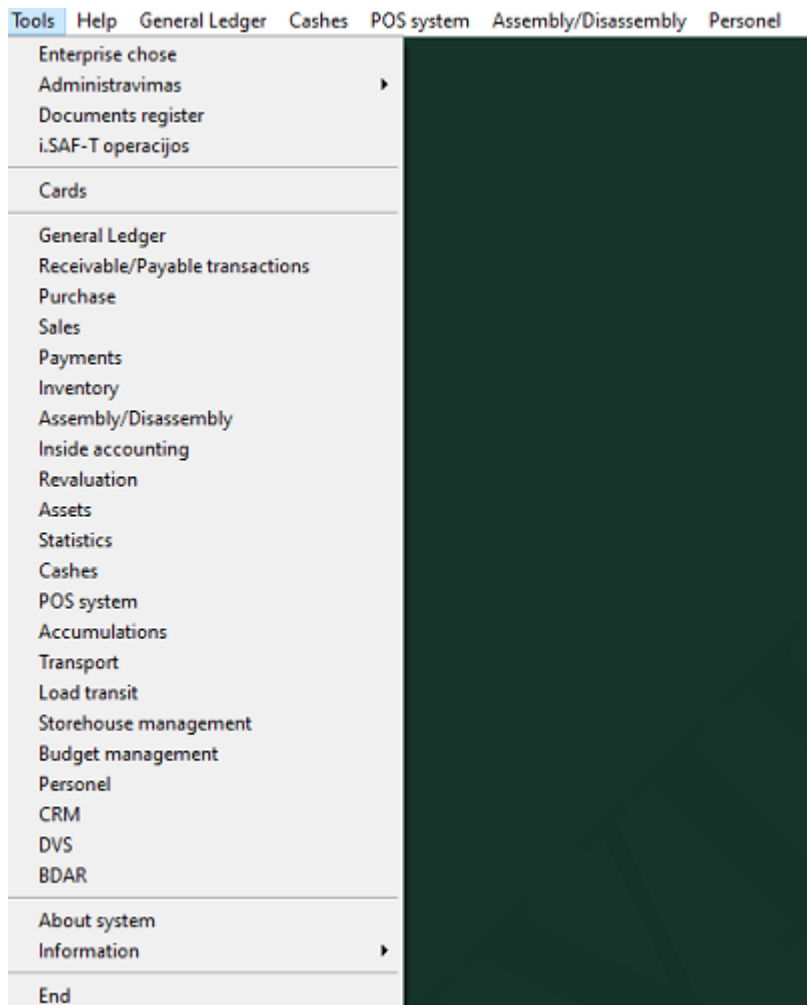 Tools Help General Ledger Cashes POS system Assembly/Disassembly Personel
Enterprise chose
Administravimas
Documents register
i.SAF-T operacijos
Cards
General Ledger
Receivable/Payable transactions
Purchase
Sales
Payments
Inventory
Assembly/Disassembly
Inside accounting
Revaluation
Assets
Statistics
Cashes
POS system
Accumulations
Transport
Load transit
Storehouse management
Budget management
Personel
CRM
DVS
BDAR
About system
Information
End